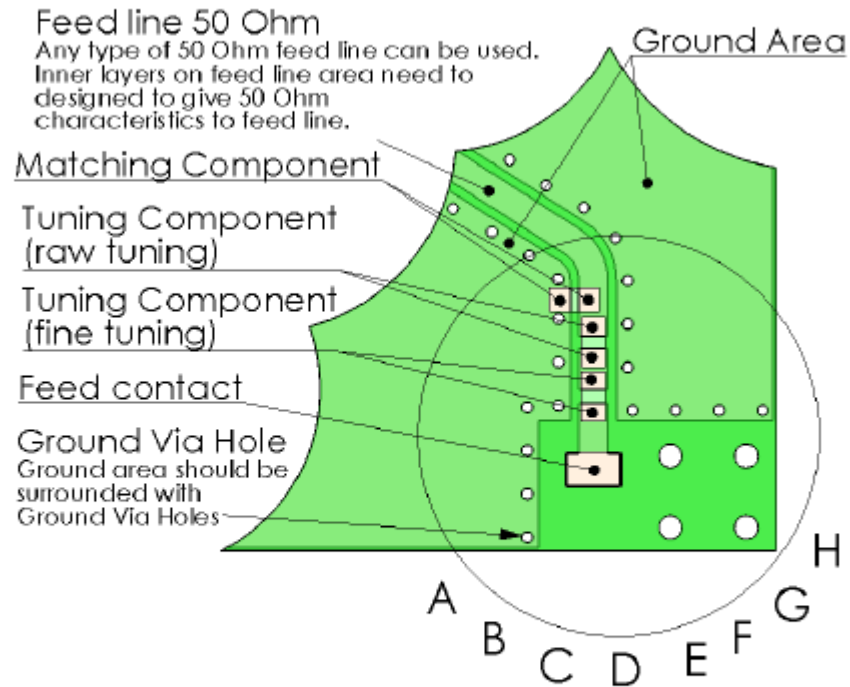 Feed line 50 Ohm
Any type of 50 Ohm feed line can be used.
Inner layers on feed line area need to
designed to give 50 Ohm
characteristics to feed line.
Ground Area
Matching Component
Tuning Component
(raw tuning)
Tuning Component
(fine tuning)
Feed contact
Ground Via Hole
Ground area should be
surrounded with
Ground Via Holes
A
B
C
D
E
F
G
H